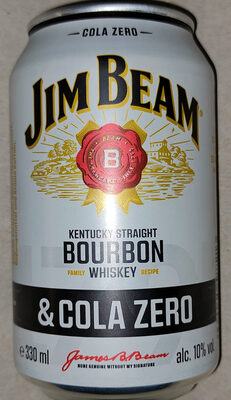 COLA ZERO
JIM BEAM
B
KENTUCKY STRAIGHT
BOURBON
FAMILY WHISKEY RECIPE
& COLA ZERO
℮ 330 ml
James B. Beam
alc. 10% vol.
NONE GENUINE WITHOUT MY SIGNATURE